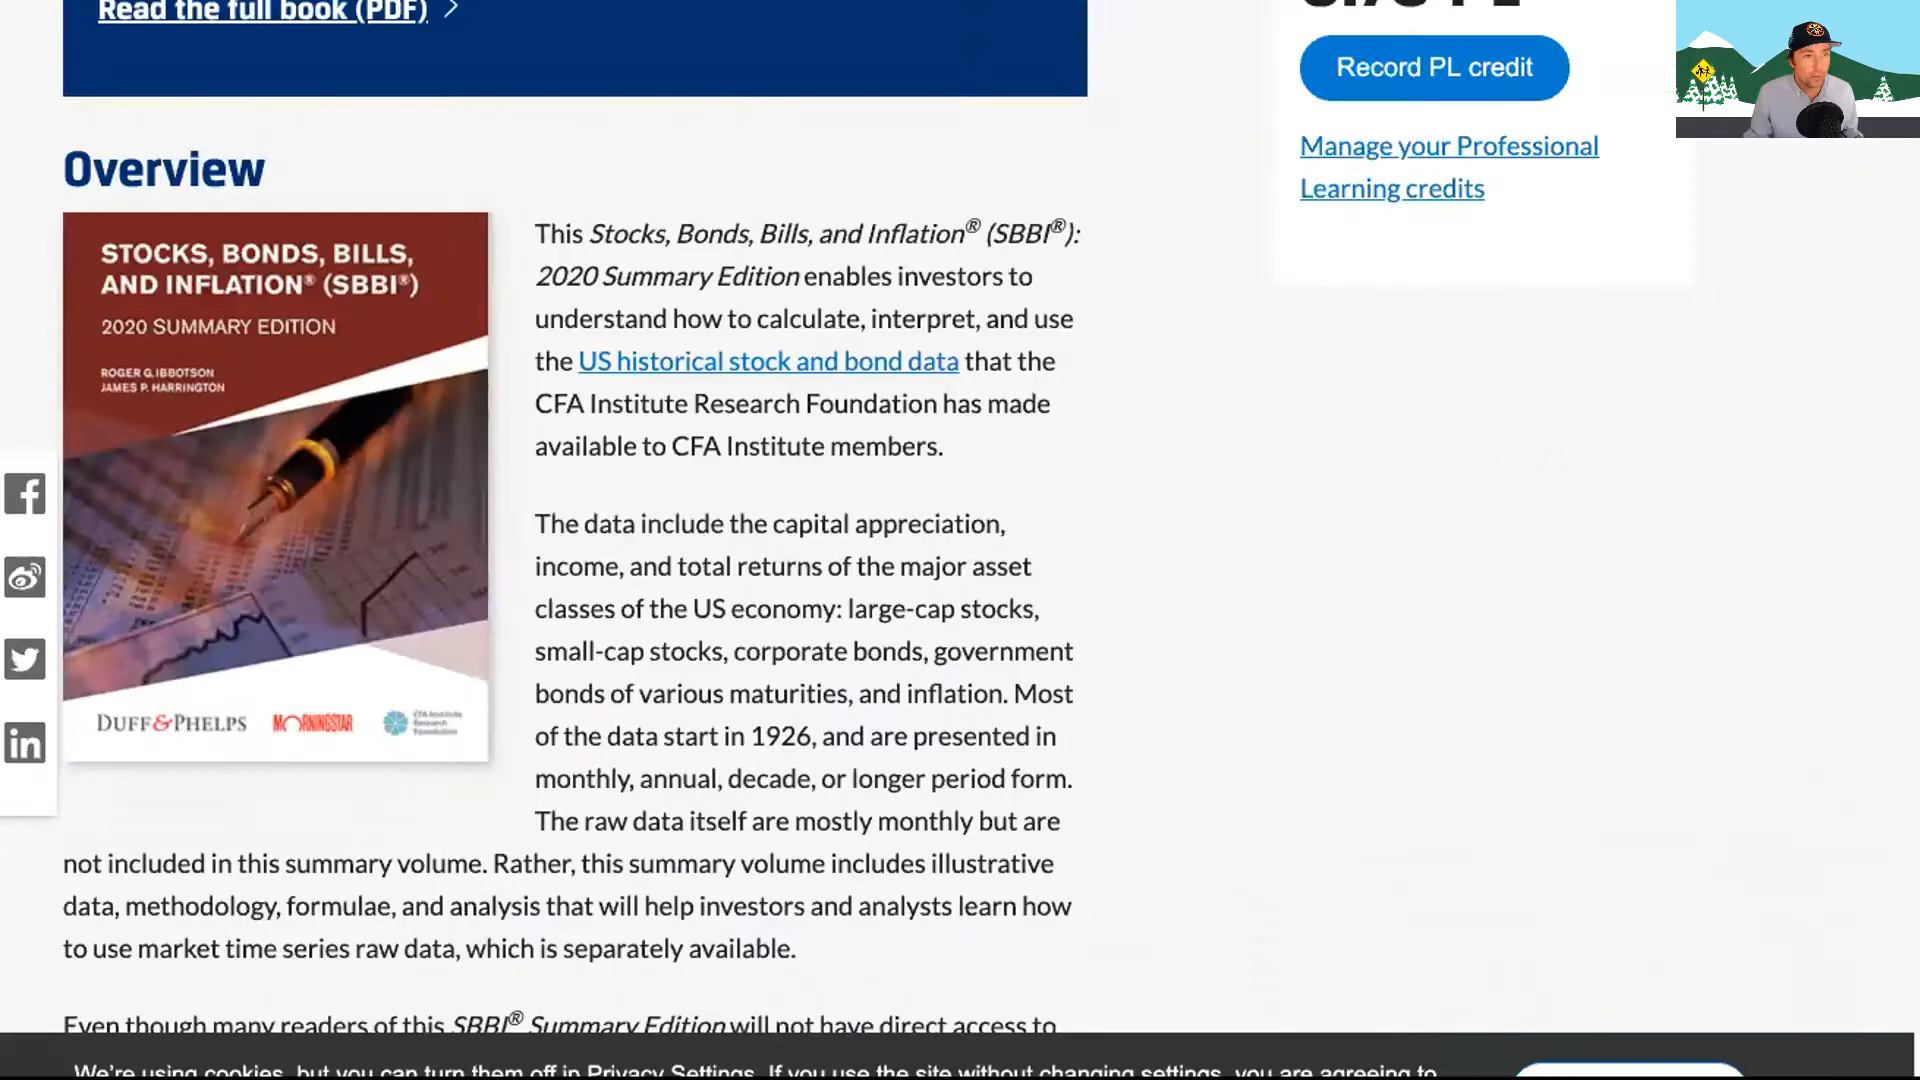 Read the full book (PDF)
Record PL credit
Manage your Professional
Learning credits
Overview
STOCKS, BONDS, BILLS,
AND INFLATION® (SBBI®)
2020 SUMMARY EDITION
ROGER G. IBBOTSON
JAMES P. HARRINGTON
DUFF&PHELPS
MORNINGSTAR
CFA Institute
Research
Foundation
This Stocks, Bonds, Bills, and Inflation® (SBBI®):
2020 Summary Edition enables investors to
understand how to calculate, interpret, and use
the US historical stock and bond data that the
CFA Institute Research Foundation has made
available to CFA Institute members.
The data include the capital appreciation,
income, and total returns of the major asset
classes of the US economy: large-cap stocks,
small-cap stocks, corporate bonds, government
bonds of various maturities, and inflation. Most
of the data start in 1926, and are presented in
monthly, annual, decade, or longer period form.
The raw data itself are mostly monthly but are
not included in this summary volume. Rather, this summary volume includes illustrative
data, methodology, formulae, and analysis that will help investors and analysts learn how
to use market time series raw data, which is separately available.
Even though many readers of this SBBI® Summary Edition will not have direct access to
We're using cookies, but you can turn them off in Privacy Settings. If you use the site without changing settings, you are agreeing to